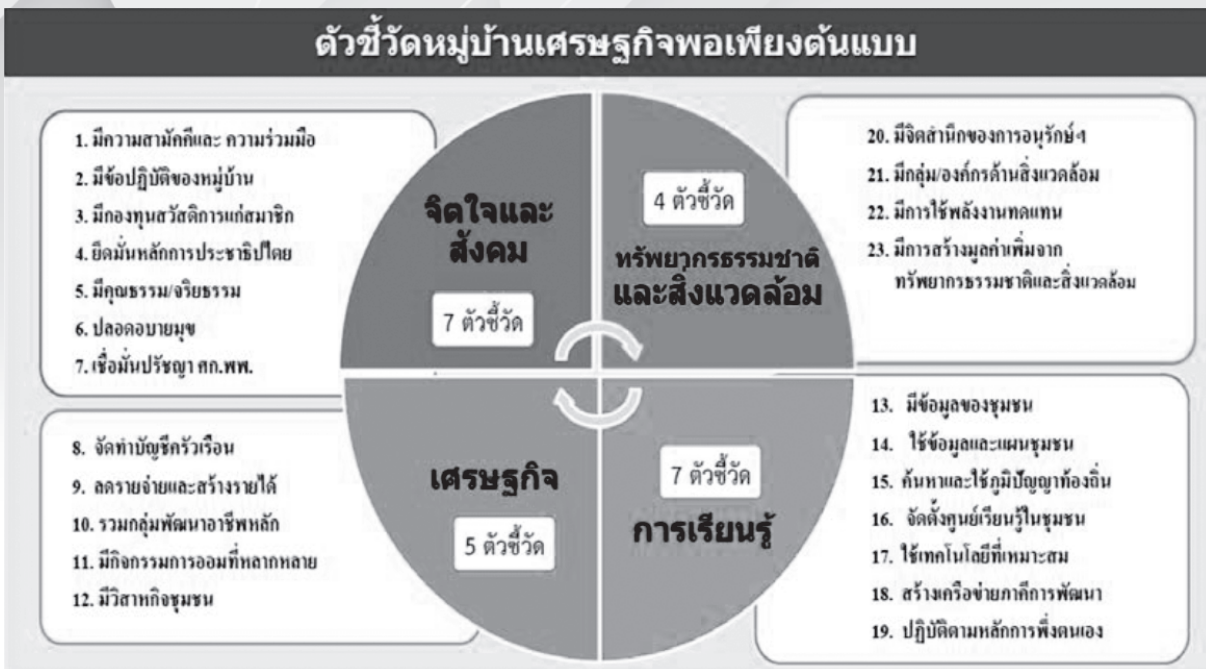 ตัวชี้วัดหมู่บ้านเศรษฐกิจพอเพียงต้นแบบ
1. มีความสามัคคีและ ความร่วมมือ
2. มีข้อปฏิบัติของหมู่บ้าน
3. มีกองทุนสวัสดิการแก่สมาชิก
4. ยึดมั่นหลักการประชาธิปไตย
5. มีคุณธรรม/จริยธรรม
6. ปลอดอบายมุข
7. เชื่อมั่นปรัชญา ศก.พพ.
จิตใจและ
สังคม
7 ตัวชี้วัด
4 ตัวชี้วัด
ทรัพยากรธรรมชาติ
และสิ่งแวดล้อม
20. มีจิตสำนึกของการอนุรักษ์ฯ
21. มีกลุ่ม/องค์กรด้านสิ่งแวดล้อม
22. มีการใช้พลังงานทดแทน
23. มีการสร้างมูลค่าเพิ่มจาก
ทรัพยากรธรรมชาติและสิ่งแวดล้อม
8. จัดทำบัญชีครัวเรือน
9. ลดรายจ่ายและสร้างรายได้
10. รวมกลุ่มพัฒนาอาชีพหลัก
11. มีกิจกรรมการออมที่หลากหลาย
12. มีวิสาหกิจชุมชน
เศรษฐกิจ
5 ตัวชี้วัด
7 ตัวชี้วัด
การเรียนรู้
13. มีข้อมูลของชุมชน
14. ใช้ข้อมูลและแผนชุมชน
15. ค้นหาและใช้ภูมิปัญญาท้องถิ่น
16. จัดตั้งศูนย์เรียนรู้ในชุมชน
17. ใช้เทคโนโลยีที่เหมาะสม
18. สร้างเครือข่ายภาคีการพัฒนา
19. ปฏิบัติตามหลักการพึ่งตนเอง